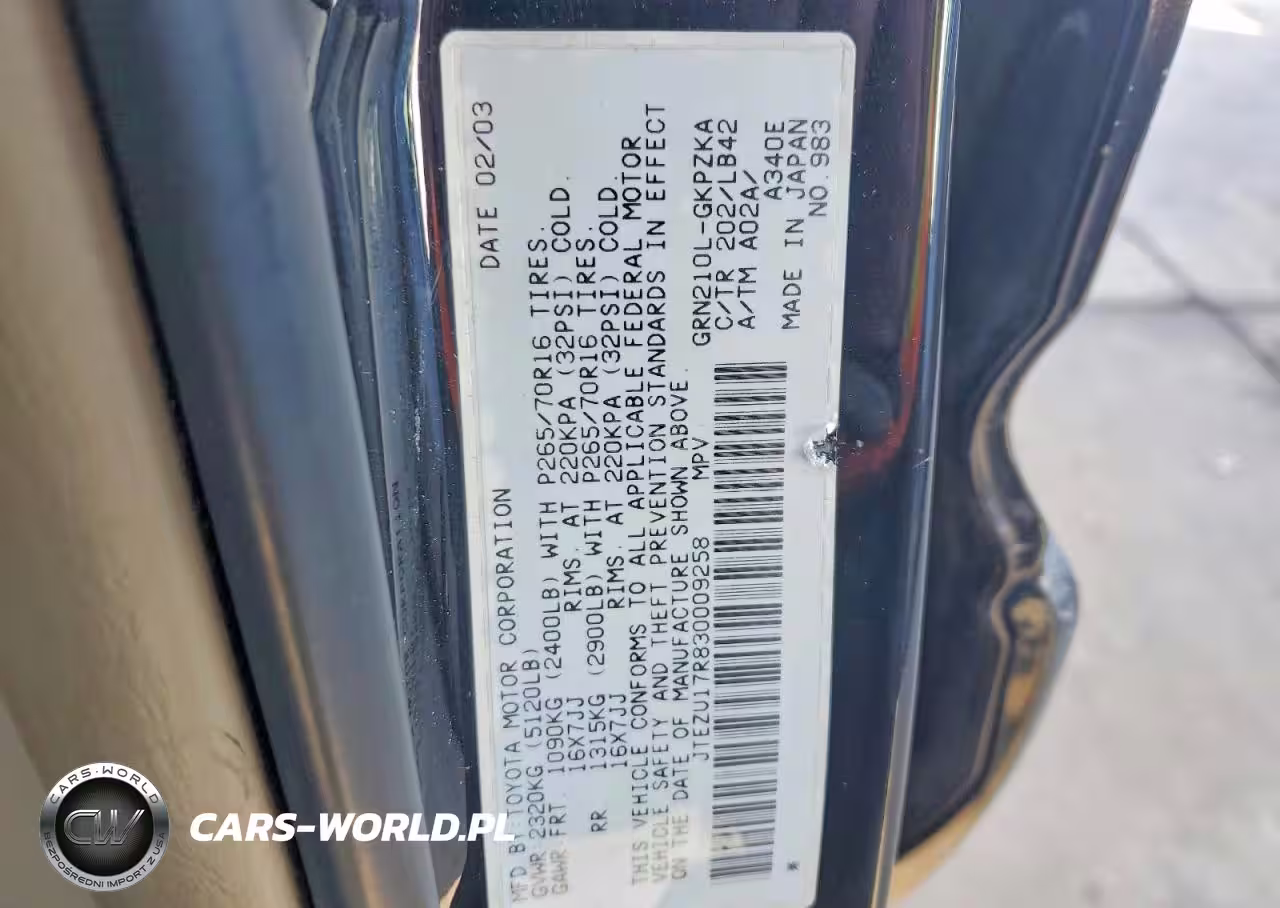 MFD BY:TOYOTA MOTOR CORPORATION DATE 02/03
GVWR:2320KG (5120LB)
GAWR:FRT. 1090KG (2400LB) WITH P265/70R16 TIRES.
16X7JJ RIMS. AT 220KPA (32PSI) COLD.
RR 1315KG (2900LB) WITH P265/70R16 TIRES.
16X7JJ RIMS. AT 220KPA (32PSI) COLD.
THIS VEHICLE CONFORMS TO ALL APPLICABLE FEDERAL MOTOR
VEHICLE SAFETY AND THEFT PREVENTION STANDARDS IN EFFECT
ON THE DATE OF MANUFACTURE SHOWN ABOVE.
JTEZU17R830009258 MPV GRN210L-GKPZKA
C/TR 202/LB42
A/TM A02A/
A340E
MADE IN JAPAN
NO.983
*
CARS-WORLD
CW
BEZPOŚREDNI IMPORT Z USA
CARS-WORLD.PL